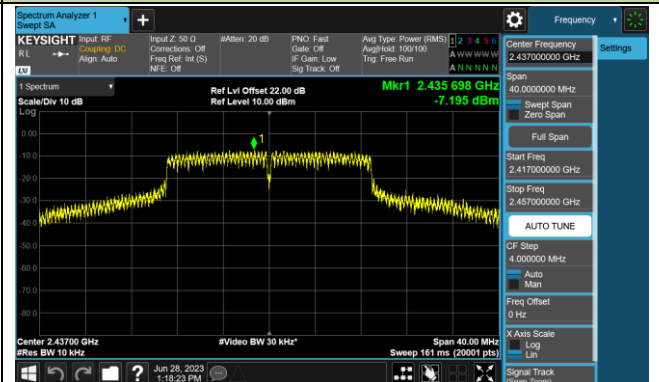 Spectrum Analyzer 1
Swept SA
Frequency
KEYSIGHT
RL
LXI
Input: RF
Coupling: DC
Align: Auto
Input Z: 50 Ω
Corrections: Off
Freq Ref: Int (S)
NFE: Off
#Atten: 20 dB
PNO: Fast
Gate: Off
IF Gain: Low
Sig Track: Off
Avg Type: Power (RMS)
Avg|Hold: 100/100
Trig: Free Run
1 2 3 4 5 6
A W W W W W
A N N N N N
1 Spectrum
Scale/Div 10 dB
Log
Ref Lvl Offset 22.00 dB
Ref Level 10.00 dBm
Mkr1 2.435 698 GHz
-7.195 dBm
1
0.00
-10.0
-20.0
-30.0
-40.0
-50.0
-60.0
-70.0
-80.0
Center 2.43700 GHz
#Res BW 10 kHz
#Video BW 30 kHz*
Span 40.00 MHz
Sweep 161 ms (20001 pts)
Jun 28, 2023
1:18:23 PM
Center Frequency
2.437000000 GHz
Settings
Span
40.0000000 MHz
Swept Span
Zero Span
Full Span
Start Freq
2.417000000 GHz
Stop Freq
2.457000000 GHz
AUTO TUNE
CF Step
4.000000 MHz
Auto
Man
Freq Offset
0 Hz
X Axis Scale
Log
Lin
Signal Track
(Span Zoom)